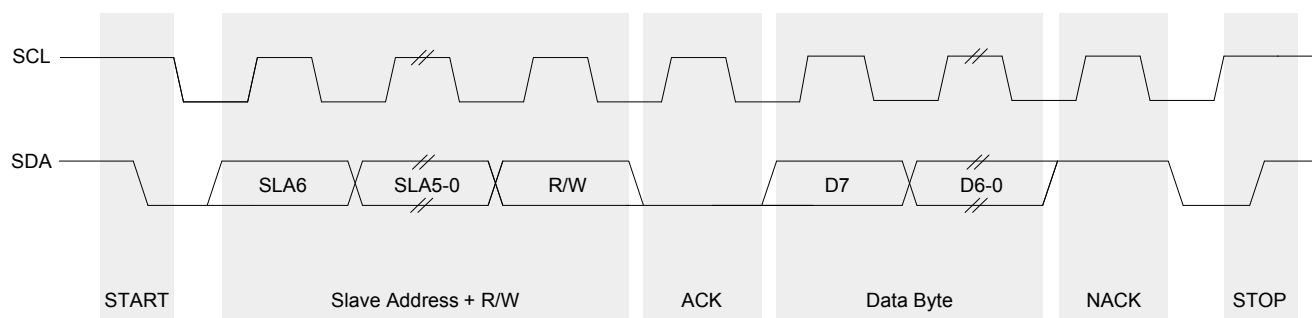 SCL
SDA
SLA6 SLA5-0 R/W D7 D6-0
START Slave Address + R/W ACK Data Byte NACK STOP